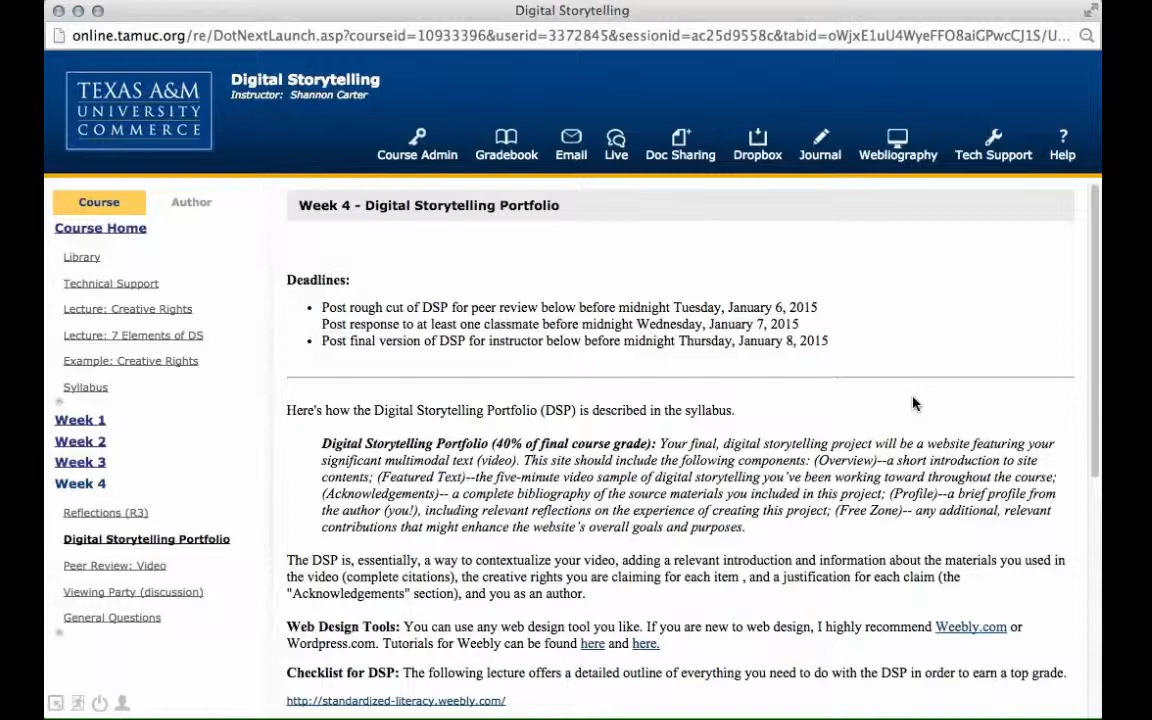 Digital Storytelling
online.tamuc.org/re/DotNextLaunch.asp?courseid=10933396&userid=3372845&sessionid=ac25d9558c&tabid=oWjxE1uU4WyeFFO8aiGPwcCJ1S/U...
TEXAS A&M
UNIVERSITY
COMMERCE
Digital Storytelling
Instructor: Shannon Carter
Course Admin
Gradebook
Email
Live
Doc Sharing
Dropbox
Journal
Webliography
Tech Support
Help
Course
Author
Course Home
Library
Technical Support
Lecture: Creative Rights
Lecture: 7 Elements of DS
Example: Creative Rights
Syllabus
Week 1
Week 2
Week 3
Week 4
Reflections (R3)
Digital Storytelling Portfolio
Peer Review: Video
Viewing Party (discussion)
General Questions
Week 4 - Digital Storytelling Portfolio
Deadlines:
• Post rough cut of DSP for peer review below before midnight Tuesday, January 6, 2015
Post response to at least one classmate before midnight Wednesday, January 7, 2015
• Post final version of DSP for instructor below before midnight Thursday, January 8, 2015
Here's how the Digital Storytelling Portfolio (DSP) is described in the syllabus.
Digital Storytelling Portfolio (40% of final course grade): Your final, digital storytelling project will be a website featuring your
significant multimodal text (video). This site should include the following components: (Overview)--a short introduction to site
contents; (Featured Text)--the five-minute video sample of digital storytelling you've been working toward throughout the course;
(Acknowledgements)-- a complete bibliography of the source materials you included in this project; (Profile)--a brief profile from
the author (you!), including relevant reflections on the experience of creating this project; (Free Zone)-- any additional, relevant
contributions that might enhance the website's overall goals and purposes.
The DSP is, essentially, a way to contextualize your video, adding a relevant introduction and information about the materials you used in
the video (complete citations), the creative rights you are claiming for each item , and a justification for each claim (the
"Acknowledgements" section), and you as an author.
Web Design Tools: You can use any web design tool you like. If you are new to web design, I highly recommend Weebly.com or
Wordpress.com. Tutorials for Weebly can be found here and here.
Checklist for DSP: The following lecture offers a detailed outline of everything you need to do with the DSP in order to earn a top grade.
http://standardized-literacy.weebly.com/